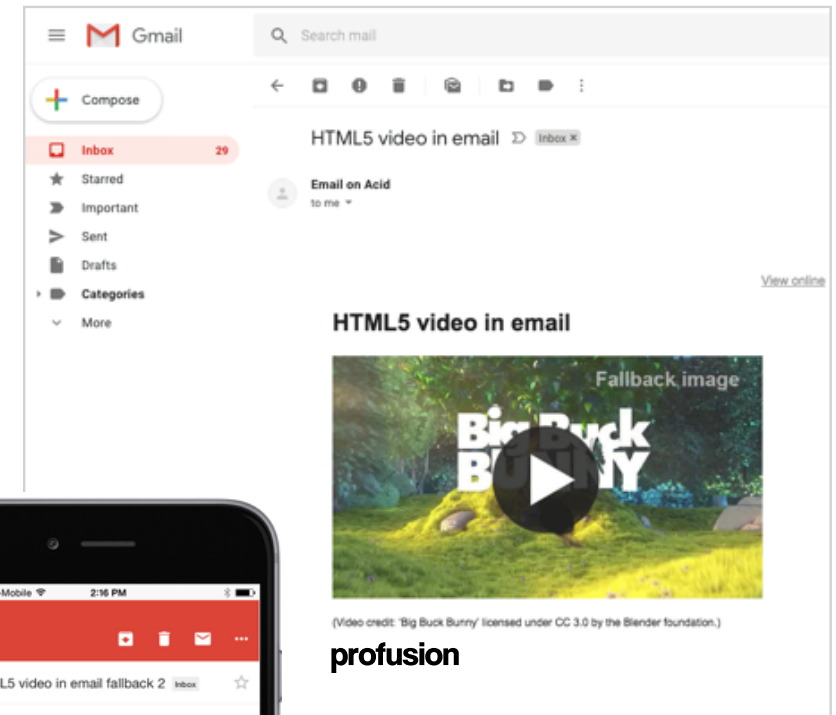 Gmail
Search mail
Compose
HTML5 video in email Inbox ×
Inbox 29
Starred
Email on Acid
to me
Important
Sent
Drafts
Categories
More
View online
HTML5 video in email
Fallback image
Big Buck
BUNNY
(Video credit: 'Big Buck Bunny' licensed under CC 3.0 by the Blender foundation.)
profusion
-Mobile 2:16 PM
L5 video in email fallback 2 Inbox